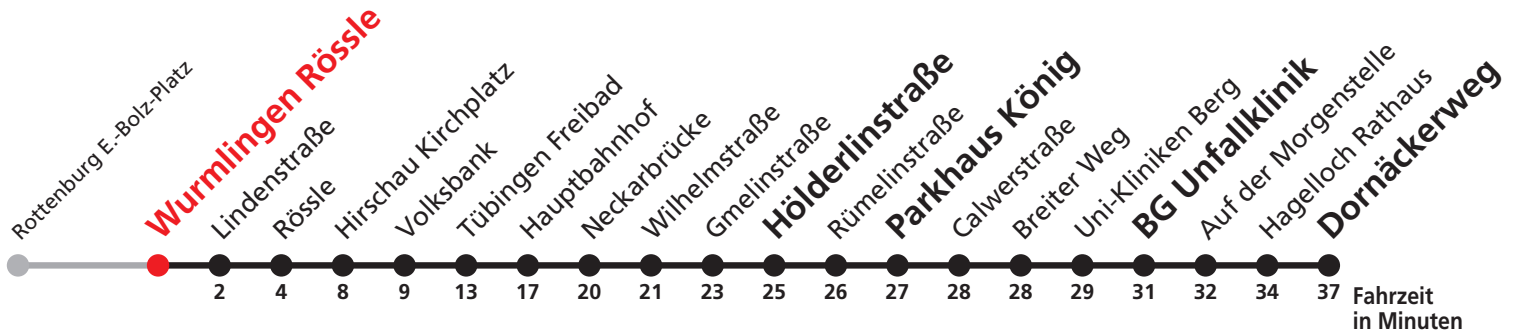 Rottenburg E.-Bolz-Platz
Wurmlingen Rössle
Lindenstraße
Rössle
Hirschau Kirchplatz
Volksbank
Tübingen Freibad
Hauptbahnhof
Neckarbrücke
Wilhelmstraße
Gmelinstraße
Hölderlinstraße
Rümelinstraße
Parkhaus König
Calwerstraße
Breiter Weg
Uni-Kliniken Berg
BG Unfallklinik
Auf der Morgenstelle
Hagelloch Rathaus
Dornäckerweg
2 4 8 9 13 17 20 21 23 25 26 27 28 28 29 31 32 34 37 Fahrzeit
in Minuten